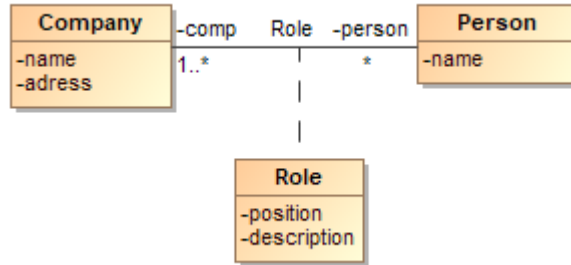 Company
-name
-adress
-comp
1..*
Role
-person
*
Person
-name
Role
-position
-description